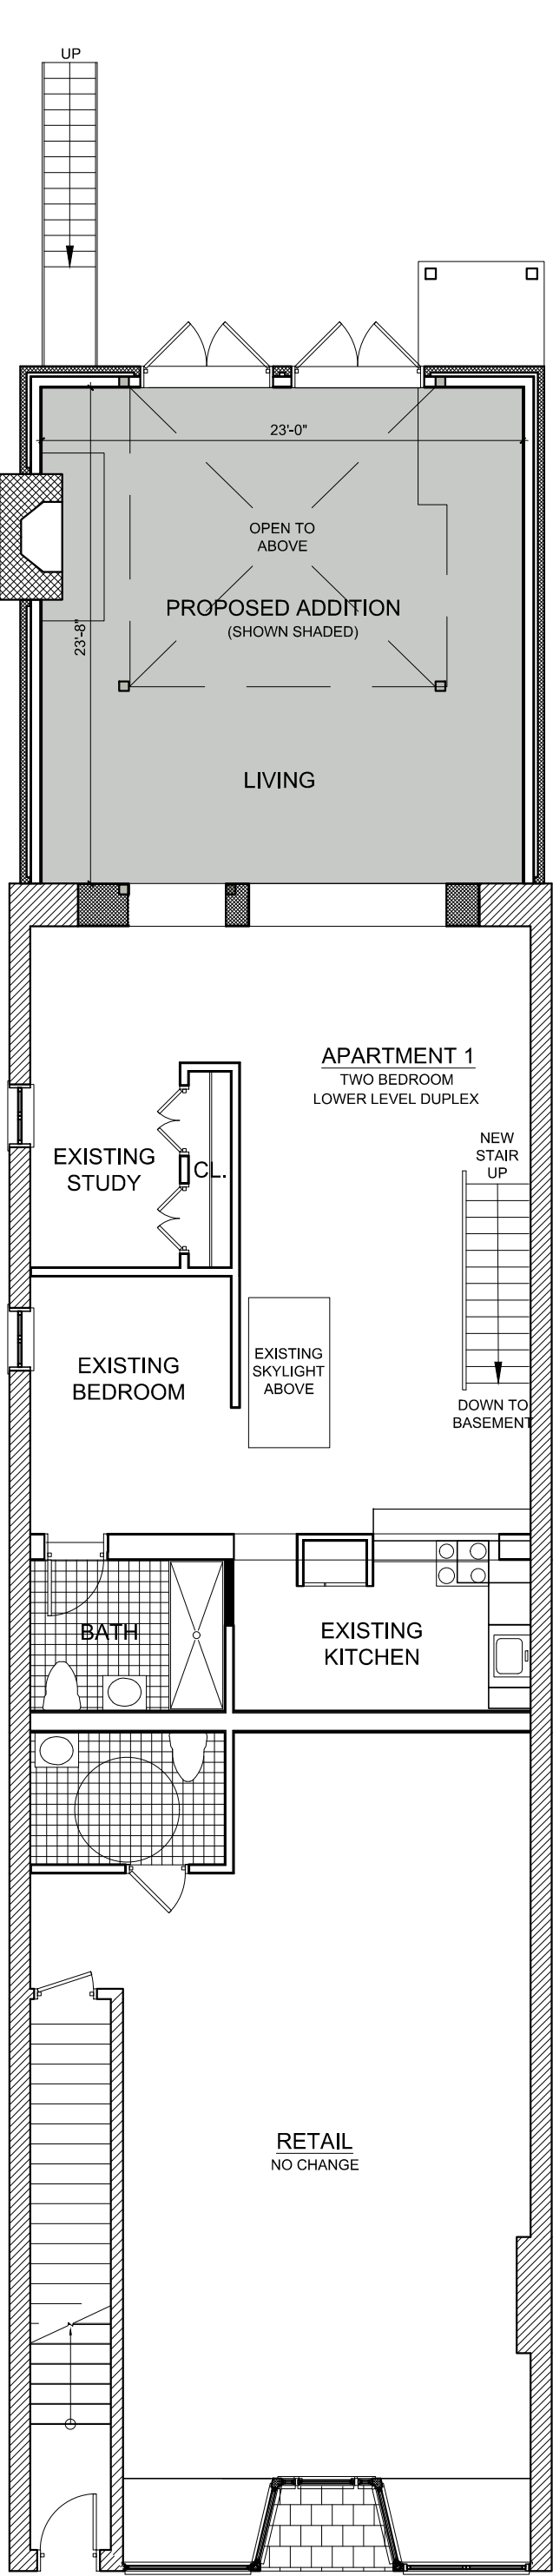 UP
23'-0"
OPEN TO
ABOVE
PROPOSED ADDITION
(SHOWN SHADED)
23'-8"
LIVING
APARTMENT 1
TWO BEDROOM
LOWER LEVEL DUPLEX
NEW
STAIR
UP
EXISTING
STUDY
CL.
EXISTING
SKYLIGHT
ABOVE
EXISTING
BEDROOM
DOWN TO
BASEMENT
BATH
EXISTING
KITCHEN
RETAIL
NO CHANGE